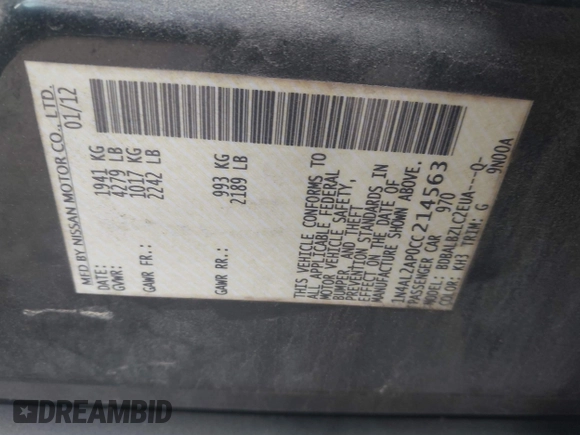 MFD BY NISSAN MOTOR CO., LTD.
DATE: 01/12
GVWR: 1941 KG
4279 LB
GAWR FR.: 1017 KG
2242 LB
GAWR RR.: 993 KG
2189 LB
THIS VEHICLE CONFORMS TO
ALL APPLICABLE FEDERAL
MOTOR VEHICLE SAFETY,
BUMPER, AND THEFT
PREVENTION STANDARDS IN
EFFECT ON THE DATE OF
MANUFACTURE SHOWN ABOVE.
1N4AL2AP0CC214563
PASSENGER CAR 970
MODEL: BDBALBZLCZEUA---0-
COLOR: KH3 TRIM: G 9N00A
DREAMBID